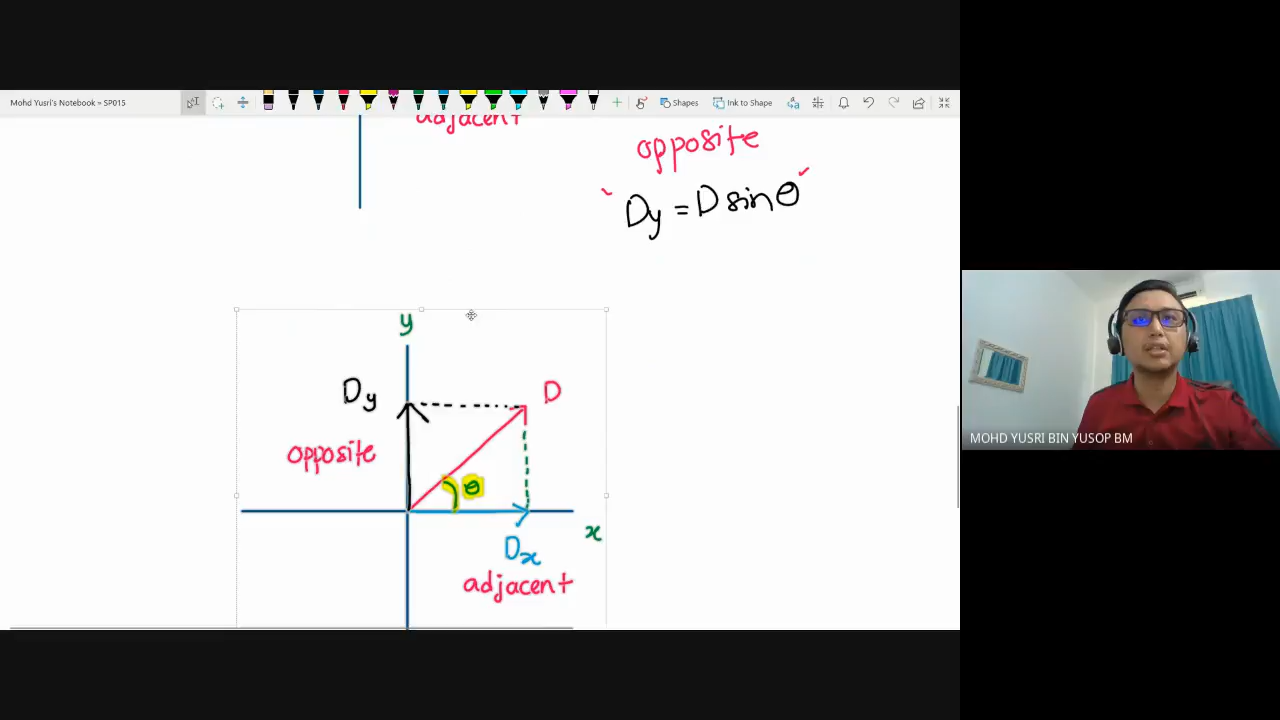 Mohd Yusri's Notebook » SP015
Shapes
Ink to Shape
adjacent
opposite
Dy = D sin θ
y
Dy
D
opposite
θ
x
Dx
adjacent
MOHD YUSRI BIN YUSOP BM